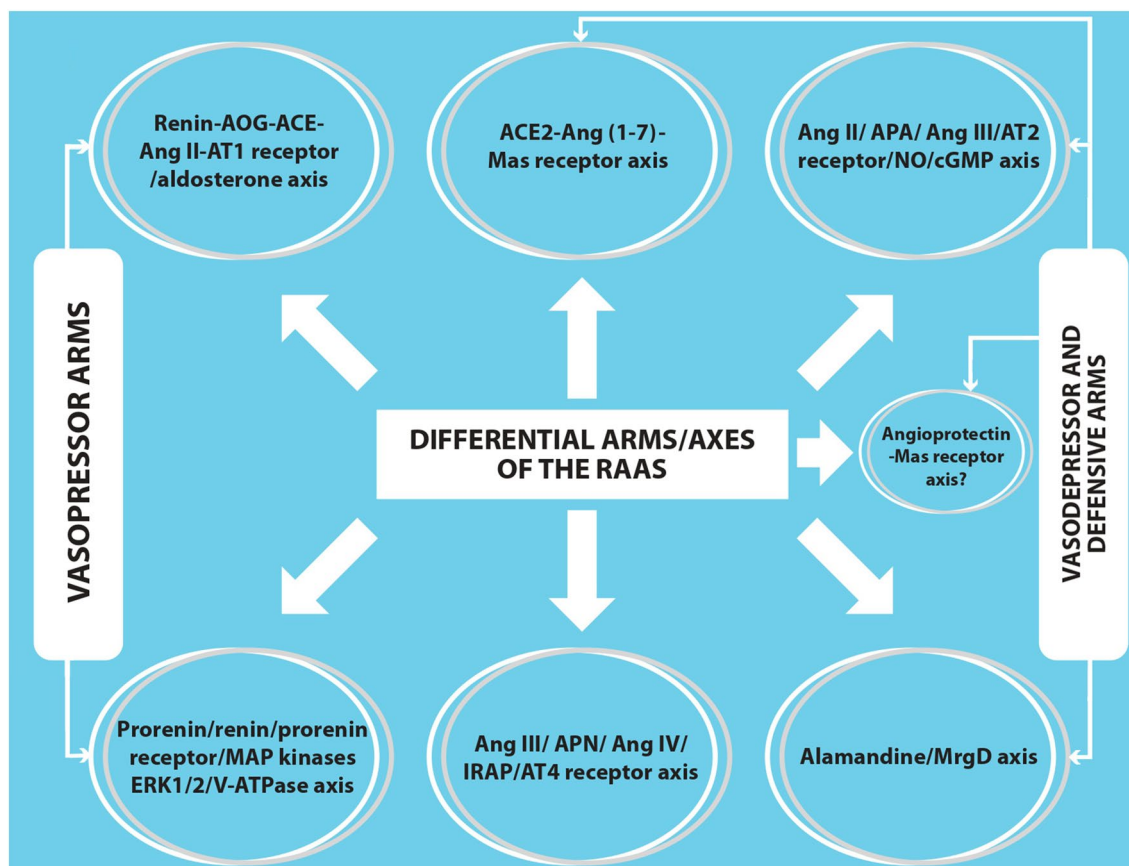 Renin-AOG-ACE-
Ang II-AT1 receptor
/aldosterone axis
ACE2-Ang (1-7)-
Mas receptor axis
Ang II/ APA/ Ang III/AT2
receptor/NO/cGMP axis
VASOPRESSOR ARMS
DIFFERENTIAL ARMS/AXES
OF THE RAAS
Angioprotectin
-Mas receptor
axis?
VASODEPRESSOR AND
DEFENSIVE ARMS
Prorenin/renin/prorenin
receptor/MAP kinases
ERK1/2/V-ATPase axis
Ang III/ APN/ Ang IV/
IRAP/AT4 receptor axis
Alamandine/MrgD axis